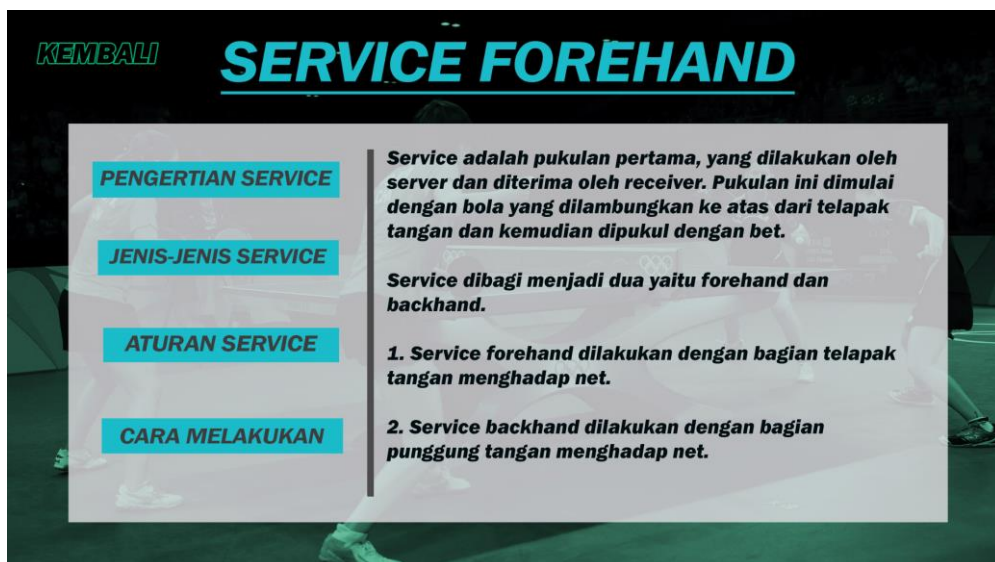 KEMBALI
SERVICE FOREHAND
PENGERTIAN SERVICE
JENIS-JENIS SERVICE
ATURAN SERVICE
CARA MELAKUKAN
Service adalah pukulan pertama, yang dilakukan oleh
server dan diterima oleh receiver. Pukulan ini dimulai
dengan bola yang dilambungkan ke atas dari telapak
tangan dan kemudian dipukul dengan bet.
Service dibagi menjadi dua yaitu forehand dan
backhand.
1. Service forehand dilakukan dengan bagian telapak
tangan menghadap net.
2. Service backhand dilakukan dengan bagian
punggung tangan menghadap net.